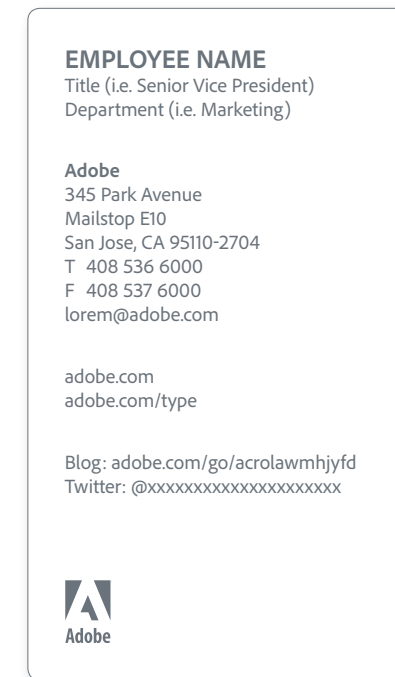 EMPLOYEE NAME
Title (i.e. Senior Vice President)
Department (i.e. Marketing)
Adobe
345 Park Avenue
Mailstop E10
San Jose, CA 95110-2704
T 408 536 6000
F 408 537 6000
lorem@adobe.com
adobe.com
adobe.com/type
Blog: adobe.com/go/acrolawmhjyfd
Twitter: @xxxxxxxxxxxxxxxxxxxxx
Adobe